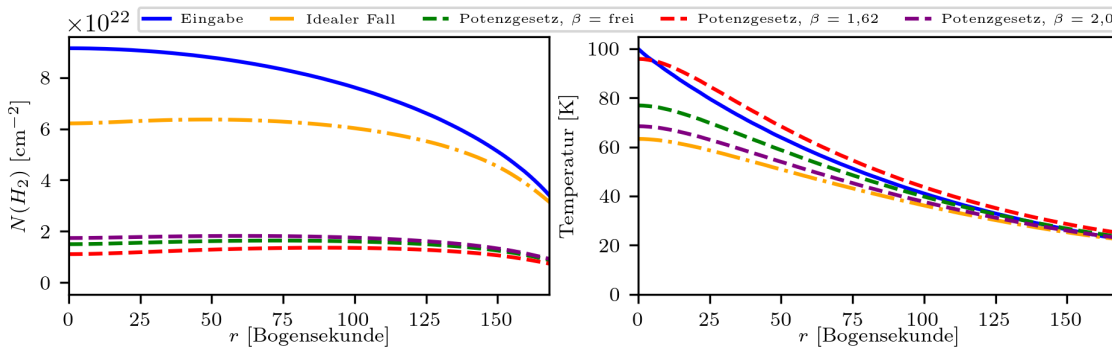 Eingabe
Idealer Fall
Potenzgesetz, β = frei
Potenzgesetz, β = 1,62
Potenzgesetz, β = 2,0
×10²²
N(H₂) [cm⁻²]
8
6
4
2
0
0 25 50 75 100 125 150
r [Bogensekunde]
Temperatur [K]
100
80
60
40
20
0
0 25 50 75 100 125 150
r [Bogensekunde]